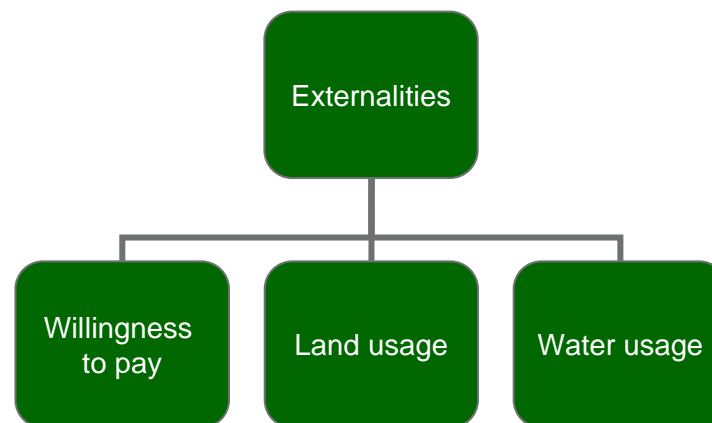 Externalities
Willingness
to pay
Land usage
Water usage